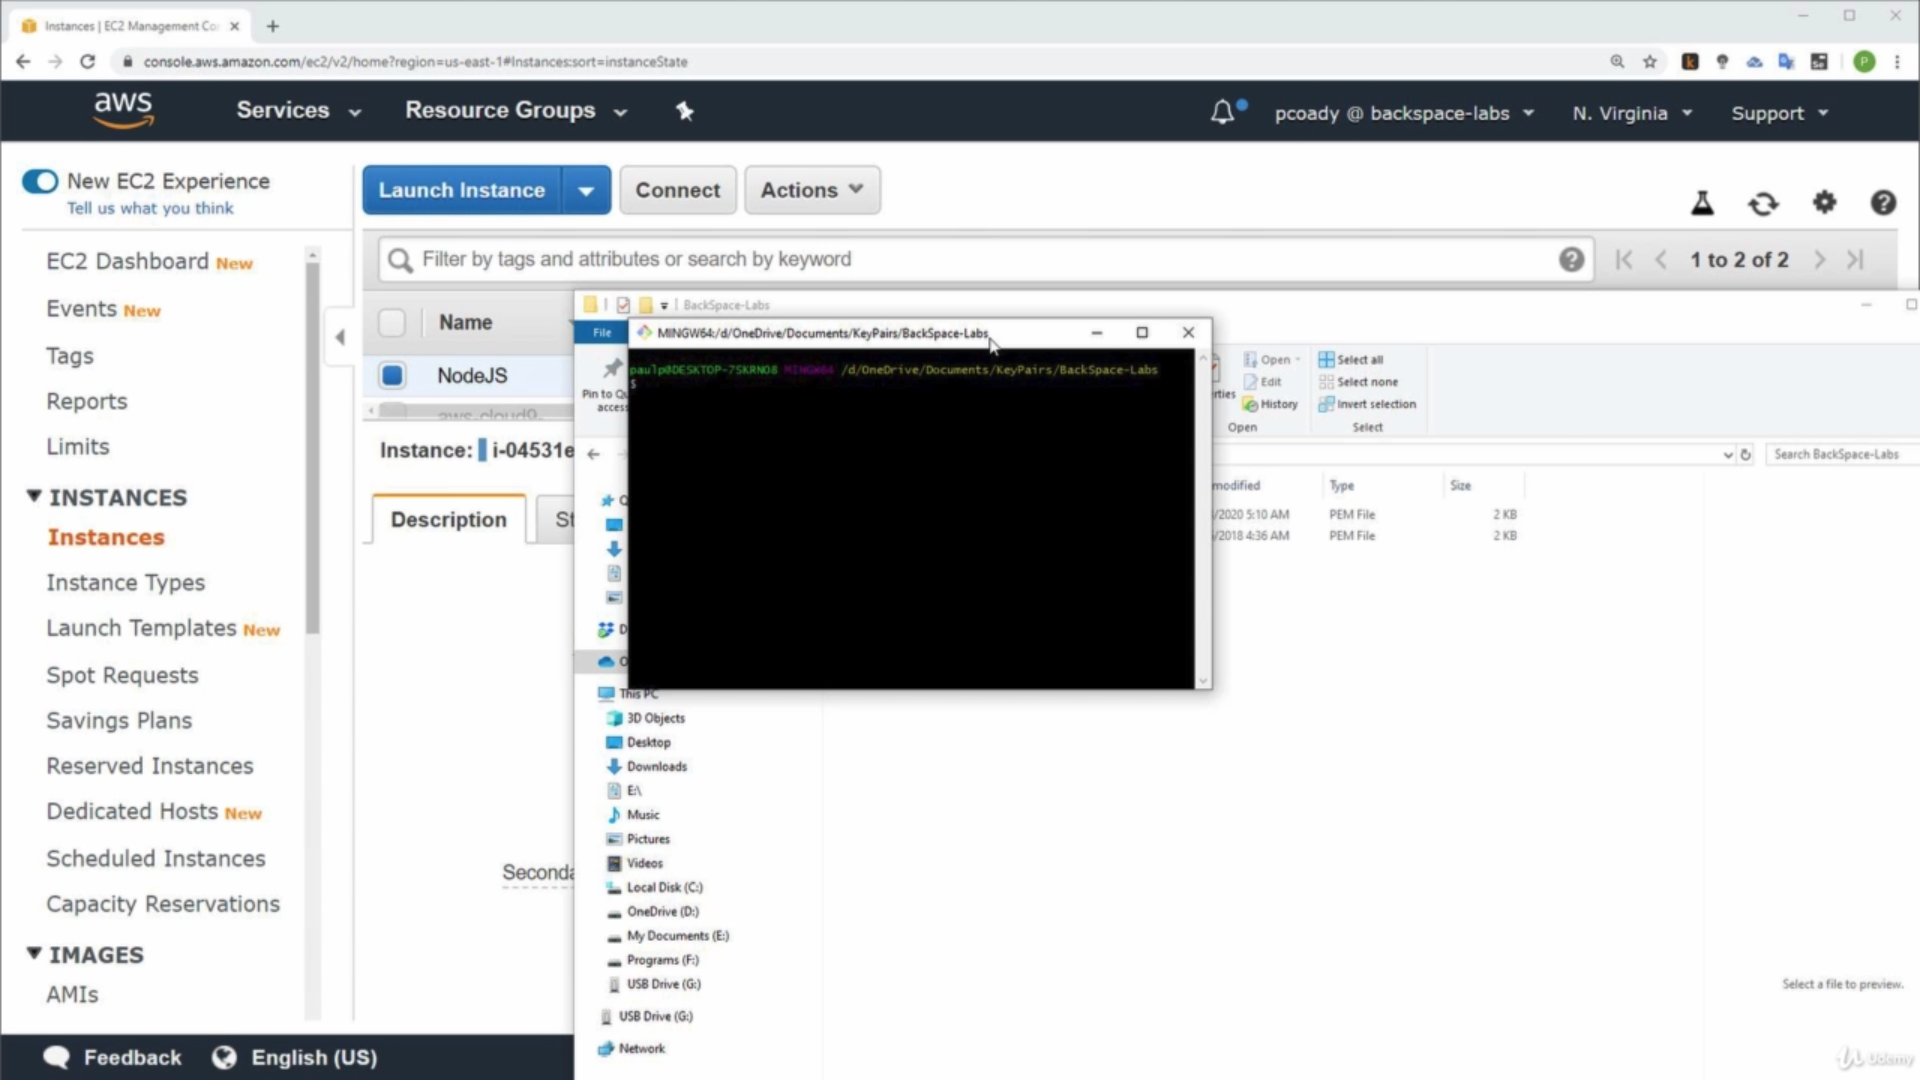 Instances | EC2 Management Co
console.aws.amazon.com/ec2/v2/home?region=us-east-1#Instances:sort=instanceState
P
aws
Services
Resource Groups
pcoady @ backspace-labs
N. Virginia
Support
New EC2 Experience
Tell us what you think
Launch Instance
Connect
Actions
Filter by tags and attributes or search by keyword
1 to 2 of 2
EC2 Dashboard New
Events New
Tags
Reports
Limits
INSTANCES
Instances
Instance Types
Launch Templates New
Spot Requests
Savings Plans
Reserved Instances
Dedicated Hosts New
Scheduled Instances
Capacity Reservations
IMAGES
AMIs
Name
NodeJS
aws-cloud9-
Instance: i-04531e
Description
St
Seconda
BackSpace-Labs
File
MINGW64:/d/OneDrive/Documents/KeyPairs/BackSpace-Labs
paulp@DESKTOP-7SKRNO8 MINGW64 /d/OneDrive/Documents/KeyPairs/BackSpace-Labs
$
Pin to Qu
access
rties
Open
Edit
History
Open
Select all
Select none
Invert selection
Select
Search BackSpace-Labs
modified
Type
Size
/2020 5:10 AM
PEM File
2 KB
/2018 4:36 AM
PEM File
2 KB
This PC
3D Objects
Desktop
Downloads
E:\
Music
Pictures
Videos
Local Disk (C:)
OneDrive (D:)
My Documents (E:)
Programs (F:)
USB Drive (G:)
USB Drive (G:)
Network
Select a file to preview.
Feedback
English (US)
Udemy